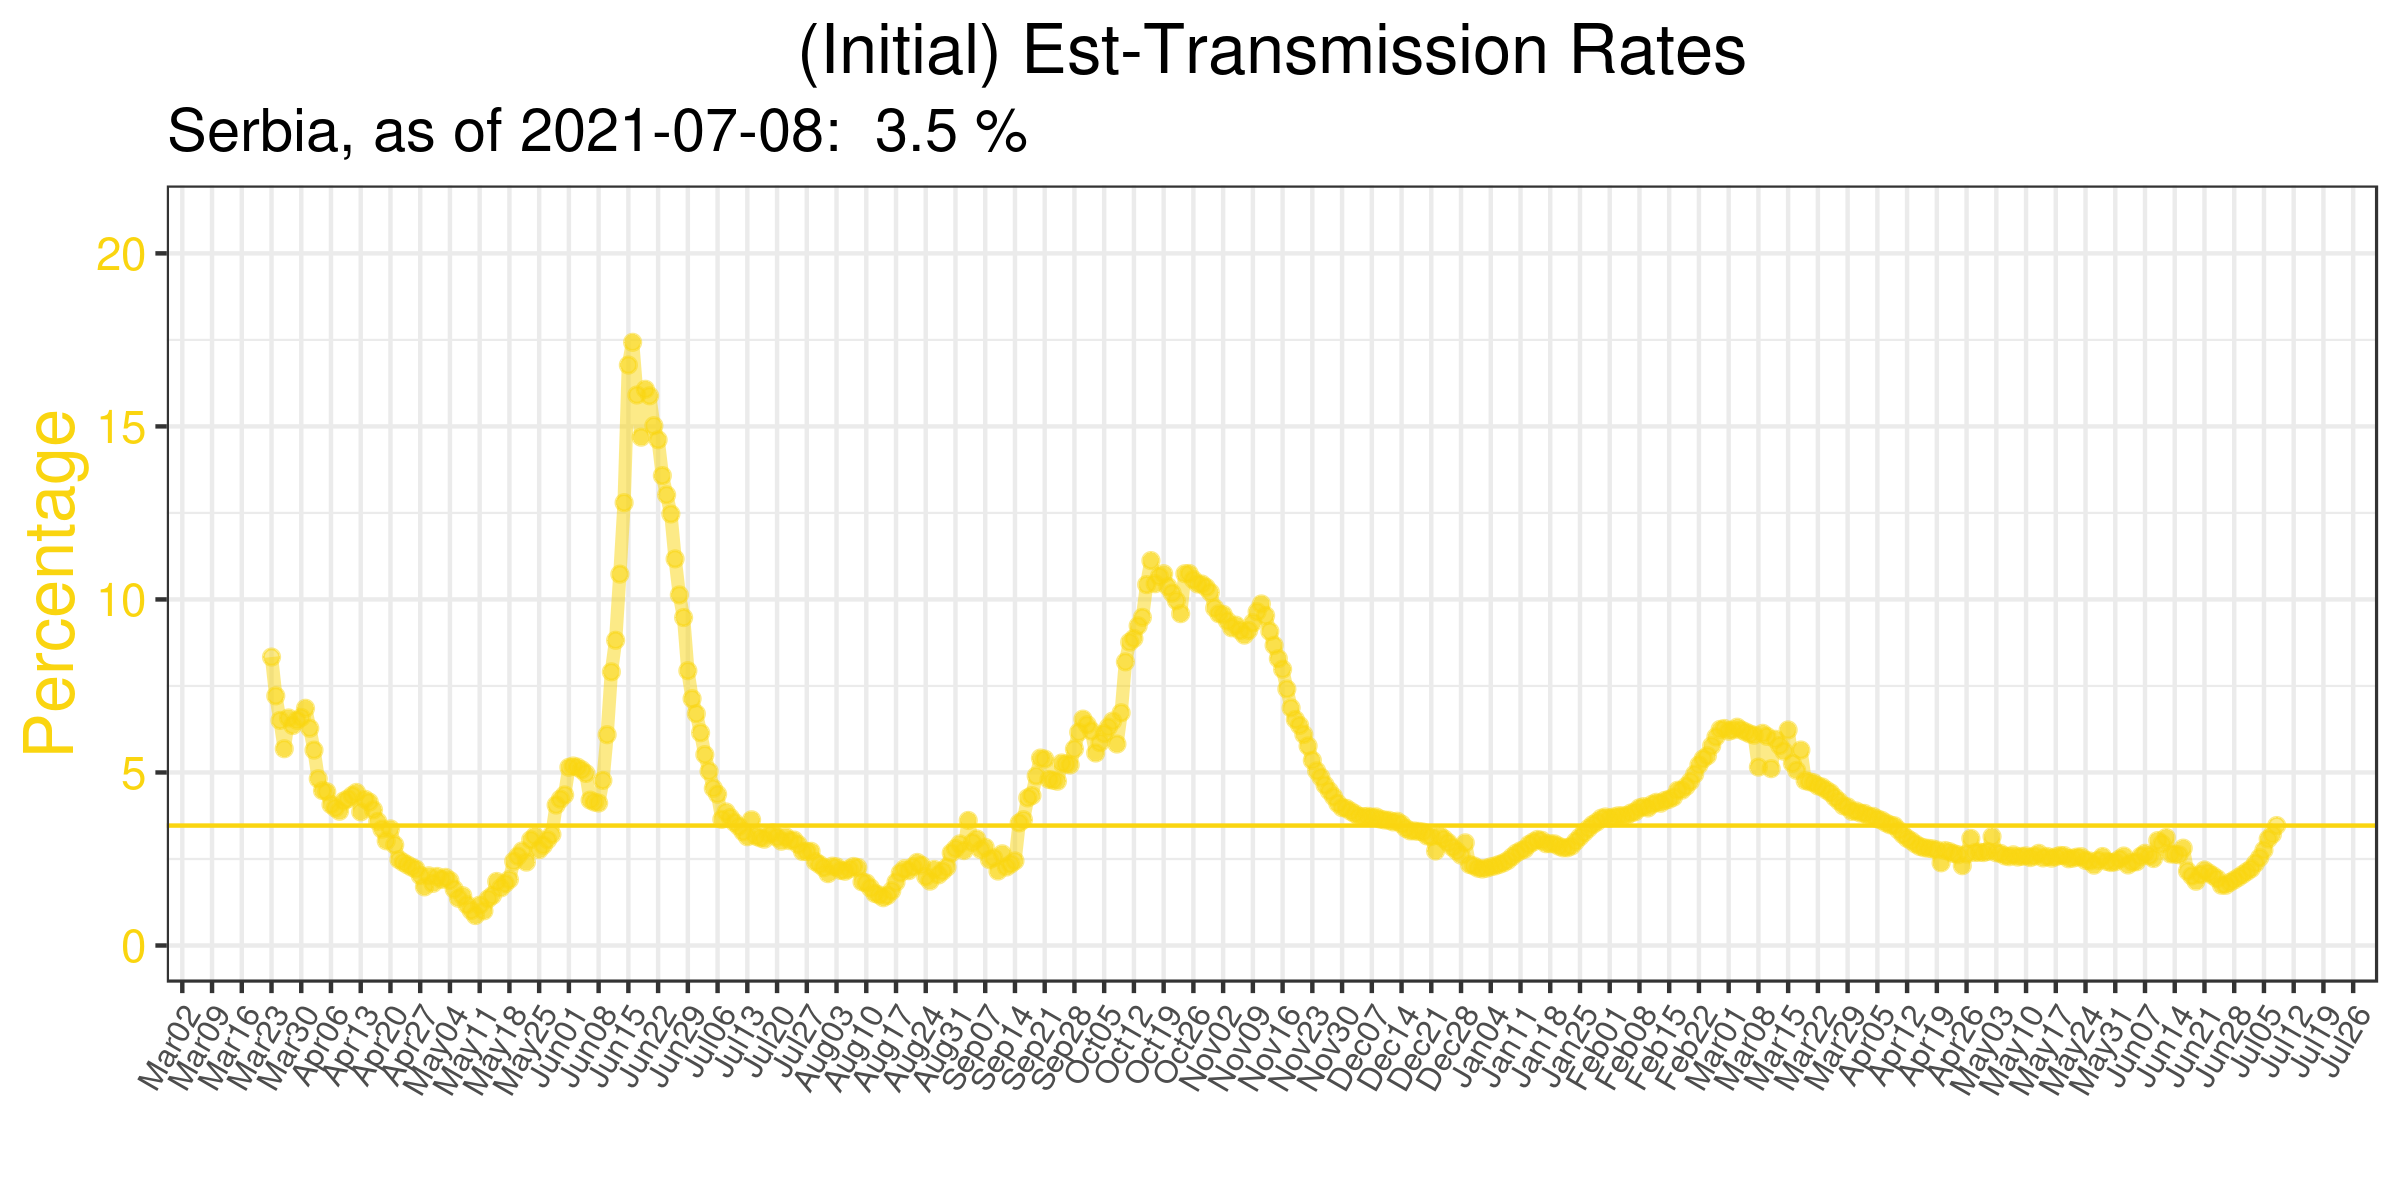 (Initial) Est-Transmission Rates
Serbia, as of 2021-07-08:  3.5 %
Percentage
20
15
10
5
0
Mar02
Mar09
Mar16
Mar23
Mar30
Apr06
Apr13
Apr20
Apr27
May04
May11
May18
May25
Jun01
Jun08
Jun15
Jun22
Jun29
Jul06
Jul13
Jul20
Jul27
Aug03
Aug10
Aug17
Aug24
Aug31
Sep07
Sep14
Sep21
Sep28
Oct05
Oct12
Oct19
Oct26
Nov02
Nov09
Nov16
Nov23
Nov30
Dec07
Dec14
Dec21
Dec28
Jan04
Jan11
Jan18
Jan25
Feb01
Feb08
Feb15
Feb22
Mar01
Mar08
Mar15
Mar22
Mar29
Apr05
Apr12
Apr19
Apr26
May03
May10
May17
May24
May31
Jun07
Jun14
Jun21
Jun28
Jul05
Jul12
Jul19
Jul26